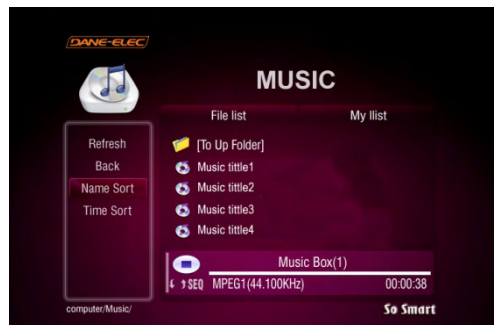 DANE-ELEC
MUSIC
File list My llist
Refresh
Back
Name Sort
Time Sort
[To Up Folder]
Music tittle1
Music tittle2
Music tittle3
Music tittle4
Music Box(1)
SEQ MPEG1(44.100KHz) 00:00:38
computer/Music/ So Smart